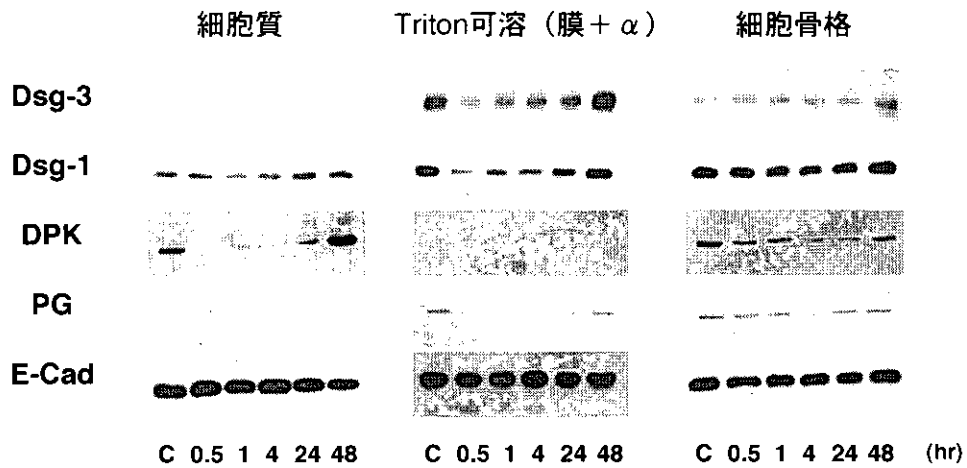 細胞質 Triton可溶（膜＋α） 細胞骨格
Dsg-3
Dsg-1
DPK
PG
E-Cad
C 0.5 1 4 24 48 C 0.5 1 4 24 48 C 0.5 1 4 24 48 (hr)